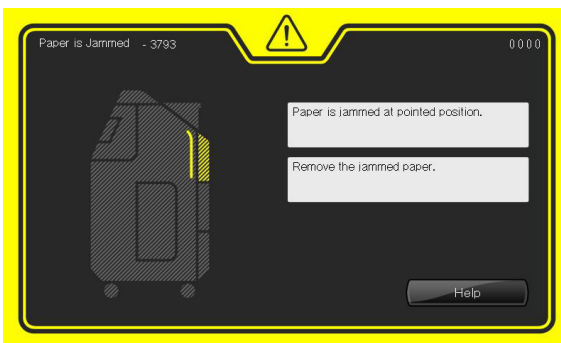 Paper is Jammed - 3793
0000
Paper is jammed at pointed position.
Remove the jammed paper.
Help